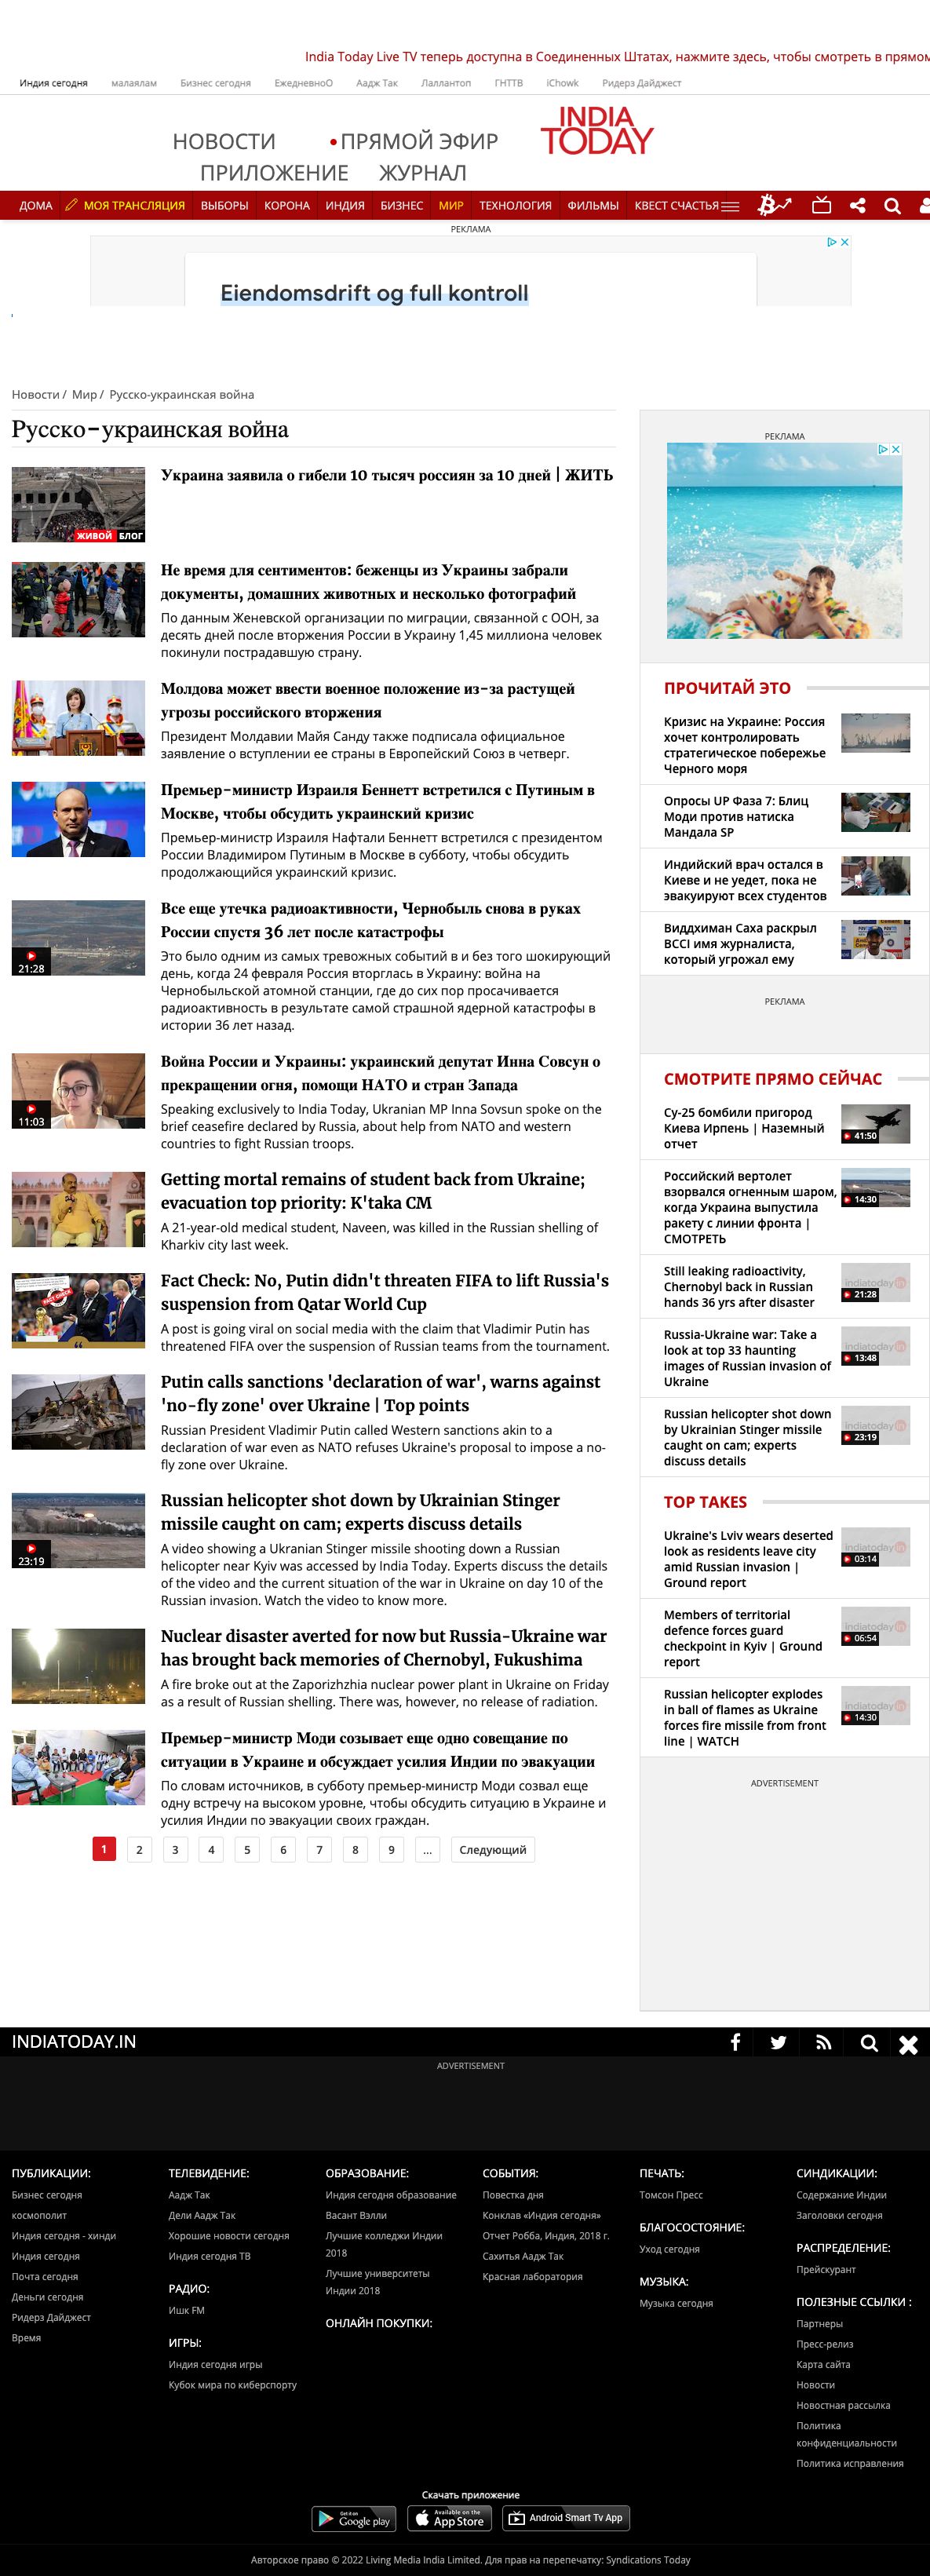 India Today Live TV теперь доступна в Соединенных Штатах, нажмите здесь, чтобы смотреть в прямом
Индия сегодня малаялам Бизнес сегодня ЕжедневноО Аадж Так Лаллантоп ГНТТВ iChowk Ридерз Дайджест
НОВОСТИ •ПРЯМОЙ ЭФИР
ПРИЛОЖЕНИЕ ЖУРНАЛ
INDIA
TODAY
ДОМА МОЯ ТРАНСЛЯЦИЯ ВЫБОРЫ КОРОНА ИНДИЯ БИЗНЕС МИР ТЕХНОЛОГИЯ ФИЛЬМЫ КВЕСТ СЧАСТЬЯ
РЕКЛАМА
Eiendomsdrift og full kontroll
Новости / Мир / Русско-украинская война
Русско-украинская война
Украина заявила о гибели 10 тысяч россиян за 10 дней | ЖИТЬ
ЖИВОЙ БЛОГ
Не время для сентиментов: беженцы из Украины забрали
документы, домашних животных и несколько фотографий
По данным Женевской организации по миграции, связанной с ООН, за
десять дней после вторжения России в Украину 1,45 миллиона человек
покинули пострадавшую страну.
Молдова может ввести военное положение из-за растущей
угрозы российского вторжения
Президент Молдавии Майя Санду также подписала официальное
заявление о вступлении ее страны в Европейский Союз в четверг.
Премьер-министр Израиля Беннетт встретился с Путиным в
Москве, чтобы обсудить украинский кризис
Премьер-министр Израиля Нафтали Беннетт встретился с президентом
России Владимиром Путиным в Москве в субботу, чтобы обсудить
продолжающийся украинский кризис.
Все еще утечка радиоактивности, Чернобыль снова в руках
России спустя 36 лет после катастрофы
21:28
Это было одним из самых тревожных событий в и без того шокирующий
день, когда 24 февраля Россия вторглась в Украину: война на
Чернобыльской атомной станции, где до сих пор просачивается
радиоактивность в результате самой страшной ядерной катастрофы в
истории 36 лет назад.
Война России и Украины: украинский депутат Инна Совсун о
прекращении огня, помощи НАТО и стран Запада
11:03
Speaking exclusively to India Today, Ukranian MP Inna Sovsun spoke on the
brief ceasefire declared by Russia, about help from NATO and western
countries to fight Russian troops.
Getting mortal remains of student back from Ukraine;
evacuation top priority: K'taka CM
A 21-year-old medical student, Naveen, was killed in the Russian shelling of
Kharkiv city last week.
Fact Check: No, Putin didn't threaten FIFA to lift Russia's
suspension from Qatar World Cup
FACT CHECK
A post is going viral on social media with the claim that Vladimir Putin has
threatened FIFA over the suspension of Russian teams from the tournament.
Putin calls sanctions 'declaration of war', warns against
'no-fly zone' over Ukraine | Top points
Russian President Vladimir Putin called Western sanctions akin to a
declaration of war even as NATO refuses Ukraine's proposal to impose a no-
fly zone over Ukraine.
Russian helicopter shot down by Ukrainian Stinger
missile caught on cam; experts discuss details
23:19
A video showing a Ukranian Stinger missile shooting down a Russian
helicopter near Kyiv was accessed by India Today. Experts discuss the details
of the video and the current situation of the war in Ukraine on day 10 of the
Russian invasion. Watch the video to know more.
Nuclear disaster averted for now but Russia-Ukraine war
has brought back memories of Chernobyl, Fukushima
A fire broke out at the Zaporizhzhia nuclear power plant in Ukraine on Friday
as a result of Russian shelling. There was, however, no release of radiation.
Премьер-министр Моди созывает еще одно совещание по
ситуации в Украине и обсуждает усилия Индии по эвакуации
По словам источников, в субботу премьер-министр Моди созвал еще
одну встречу на высоком уровне, чтобы обсудить ситуацию в Украине и
усилия Индии по эвакуации своих граждан.
1 2 3 4 5 6 7 8 9 ... Следующий
РЕКЛАМА
ПРОЧИТАЙ ЭТО
Кризис на Украине: Россия
хочет контролировать
стратегическое побережье
Черного моря
Опросы UP Фаза 7: Блиц
Моди против натиска
Мандала SP
Индийский врач остался в
Киеве и не уедет, пока не
эвакуируют всех студентов
Виддхиман Саха раскрыл
BCCI имя журналиста,
который угрожал ему
РЕКЛАМА
СМОТРИТЕ ПРЯМО СЕЙЧАС
Су-25 бомбили пригород
Киева Ирпень | Наземный
отчет
41:50
Российский вертолет
взорвался огненным шаром,
когда Украина выпустила
ракету с линии фронта |
СМОТРЕТЬ
14:30
Still leaking radioactivity,
Chernobyl back in Russian
hands 36 yrs after disaster
indiatoday.in
21:28
Russia-Ukraine war: Take a
look at top 33 haunting
images of Russian invasion of
Ukraine
indiatoday.in
13:48
Russian helicopter shot down
by Ukrainian Stinger missile
caught on cam; experts
discuss details
indiatoday.in
23:19
TOP TAKES
Ukraine's Lviv wears deserted
look as residents leave city
amid Russian invasion |
Ground report
indiatoday.in
03:14
Members of territorial
defence forces guard
checkpoint in Kyiv | Ground
report
indiatoday.in
06:54
Russian helicopter explodes
In ball of flames as Ukraine
forces fire missile from front
line | WATCH
indiatoday.in
14:30
ADVERTISEMENT
INDIATODAY.IN
ADVERTISEMENT
ПУБЛИКАЦИИ:
Бизнес сегодня
космополит
Индия сегодня - хинди
Индия сегодня
Почта сегодня
Деньги сегодня
Ридерз Дайджест
Время
ТЕЛЕВИДЕНИЕ:
Аадж Так
Дели Аадж Так
Хорошие новости сегодня
Индия сегодня ТВ
РАДИО:
Ишк FM
ИГРЫ:
Индия сегодня игры
Кубок мира по киберспорту
ОБРАЗОВАНИЕ:
Индия сегодня образование
Васант Вэлли
Лучшие колледжи Индии
2018
Лучшие университеты
Индии 2018
ОНЛАЙН ПОКУПКИ:
СОБЫТИЯ:
Повестка дня
Конклав «Индия сегодня»
Отчет Робба, Индия, 2018 г.
Сахитья Аадж Так
Красная лаборатория
ПЕЧАТЬ:
Томсон Пресс
БЛАГОСОСТОЯНИЕ:
Уход сегодня
МУЗЫКА:
Музыка сегодня
СИНДИКАЦИИ:
Содержание Индии
Заголовки сегодня
РАСПРЕДЕЛЕНИЕ:
Прейскурант
ПОЛЕЗНЫЕ ССЫЛКИ :
Партнеры
Пресс-релиз
Карта сайта
Новости
Новостная рассылка
Политика
конфиденциальности
Политика исправления
Скачать приложение
Get it on
Google play
Available on the
App Store
Android Smart Tv App
Авторское право © 2022 Living Media India Limited. Для прав на перепечатку: Syndications Today